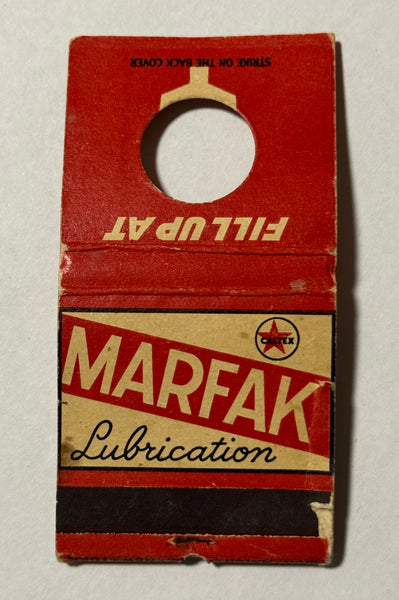 STRIKE ON THE BACK COVER
FILL UP AT
CALTEX
MARFAK
Lubrication